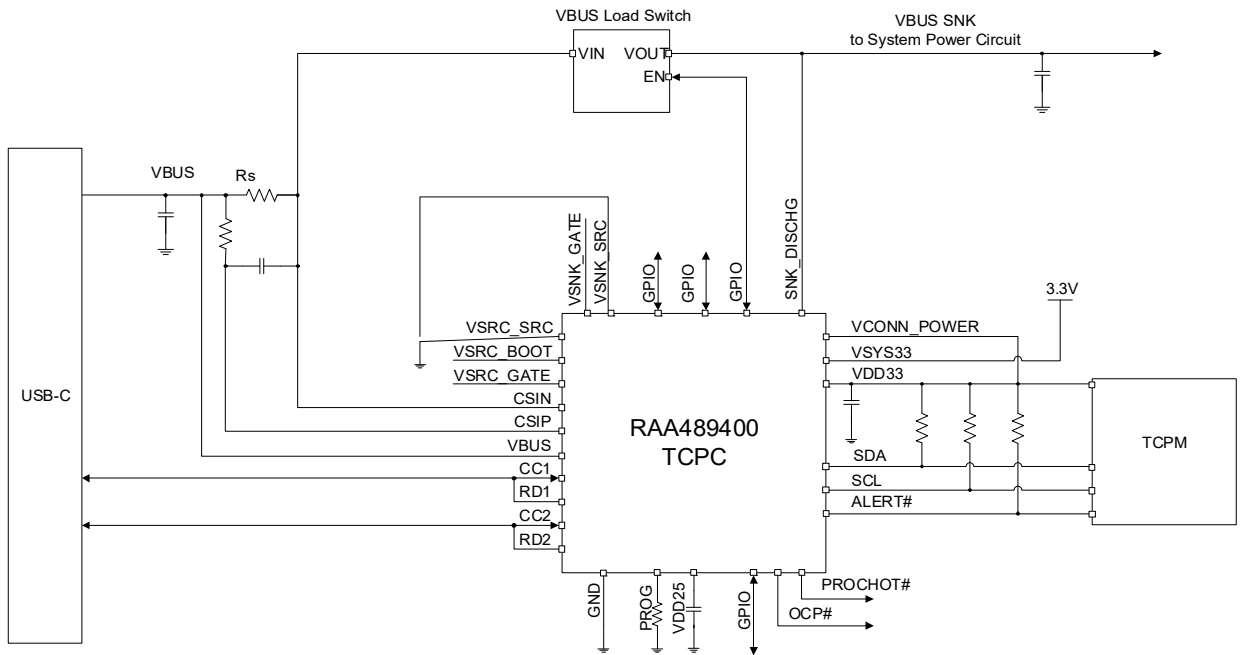 VBUS Load Switch
VBUS SNK
to System Power Circuit
VIN
VOUT
EN
VBUS
Rs
VSNK_GATE
VSNK_SRC
GPIO
GPIO
GPIO
SNK_DISCHG
3.3V
VSRC_SRC
VSRC_BOOT
VSRC_GATE
CSIN
CSIP
VBUS
CC1
RD1
CC2
RD2
USB-C
RAA489400
TCPC
VCONN_POWER
VSYS33
VDD33
SDA
SCL
ALERT#
TCPM
GND
PROG
VDD25
GPIO
PROCHOT#
OCP#